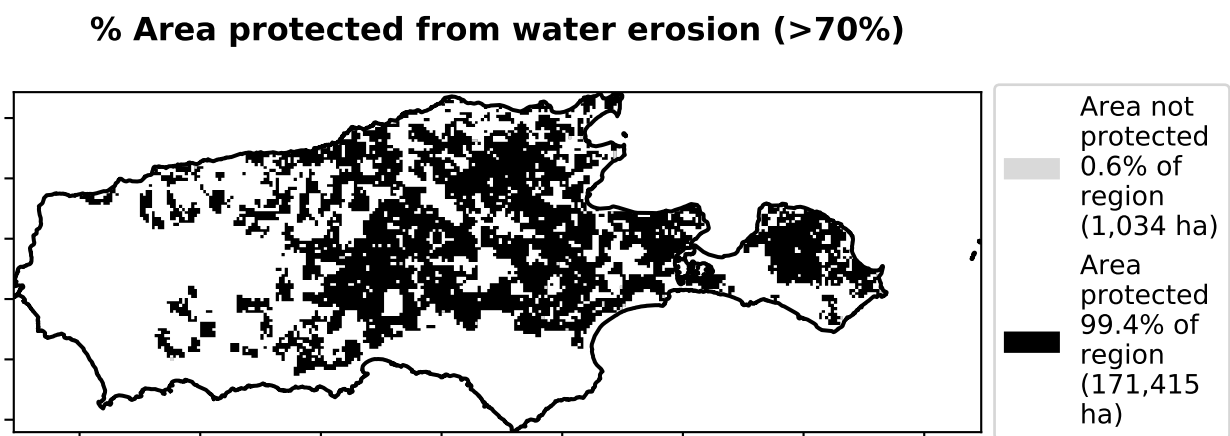 % Area protected from water erosion (>70%)
Area not
protected
0.6% of
region
(1,034 ha)
Area
protected
99.4% of
region
(171,415
ha)